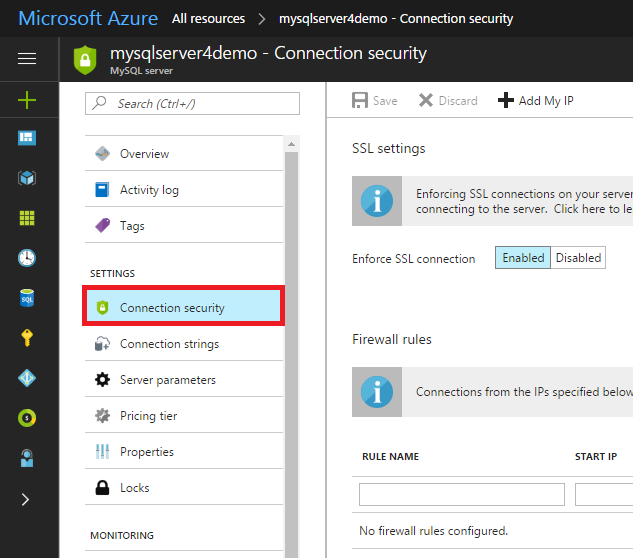 Microsoft Azure All resources > mysqlserver4demo - Connection security
mysqlserver4demo - Connection security
MySQL server
Search (Ctrl+/)
Overview
Activity log
Tags
SETTINGS
Connection security
Connection strings
Server parameters
Pricing tier
Properties
Locks
MONITORING
SQL
Save Discard Add My IP
SSL settings
Enforcing SSL connections on your server
connecting to the server. Click here to le
Enforce SSL connection Enabled Disabled
Firewall rules
Connections from the IPs specified below
RULE NAME START IP
No firewall rules configured.